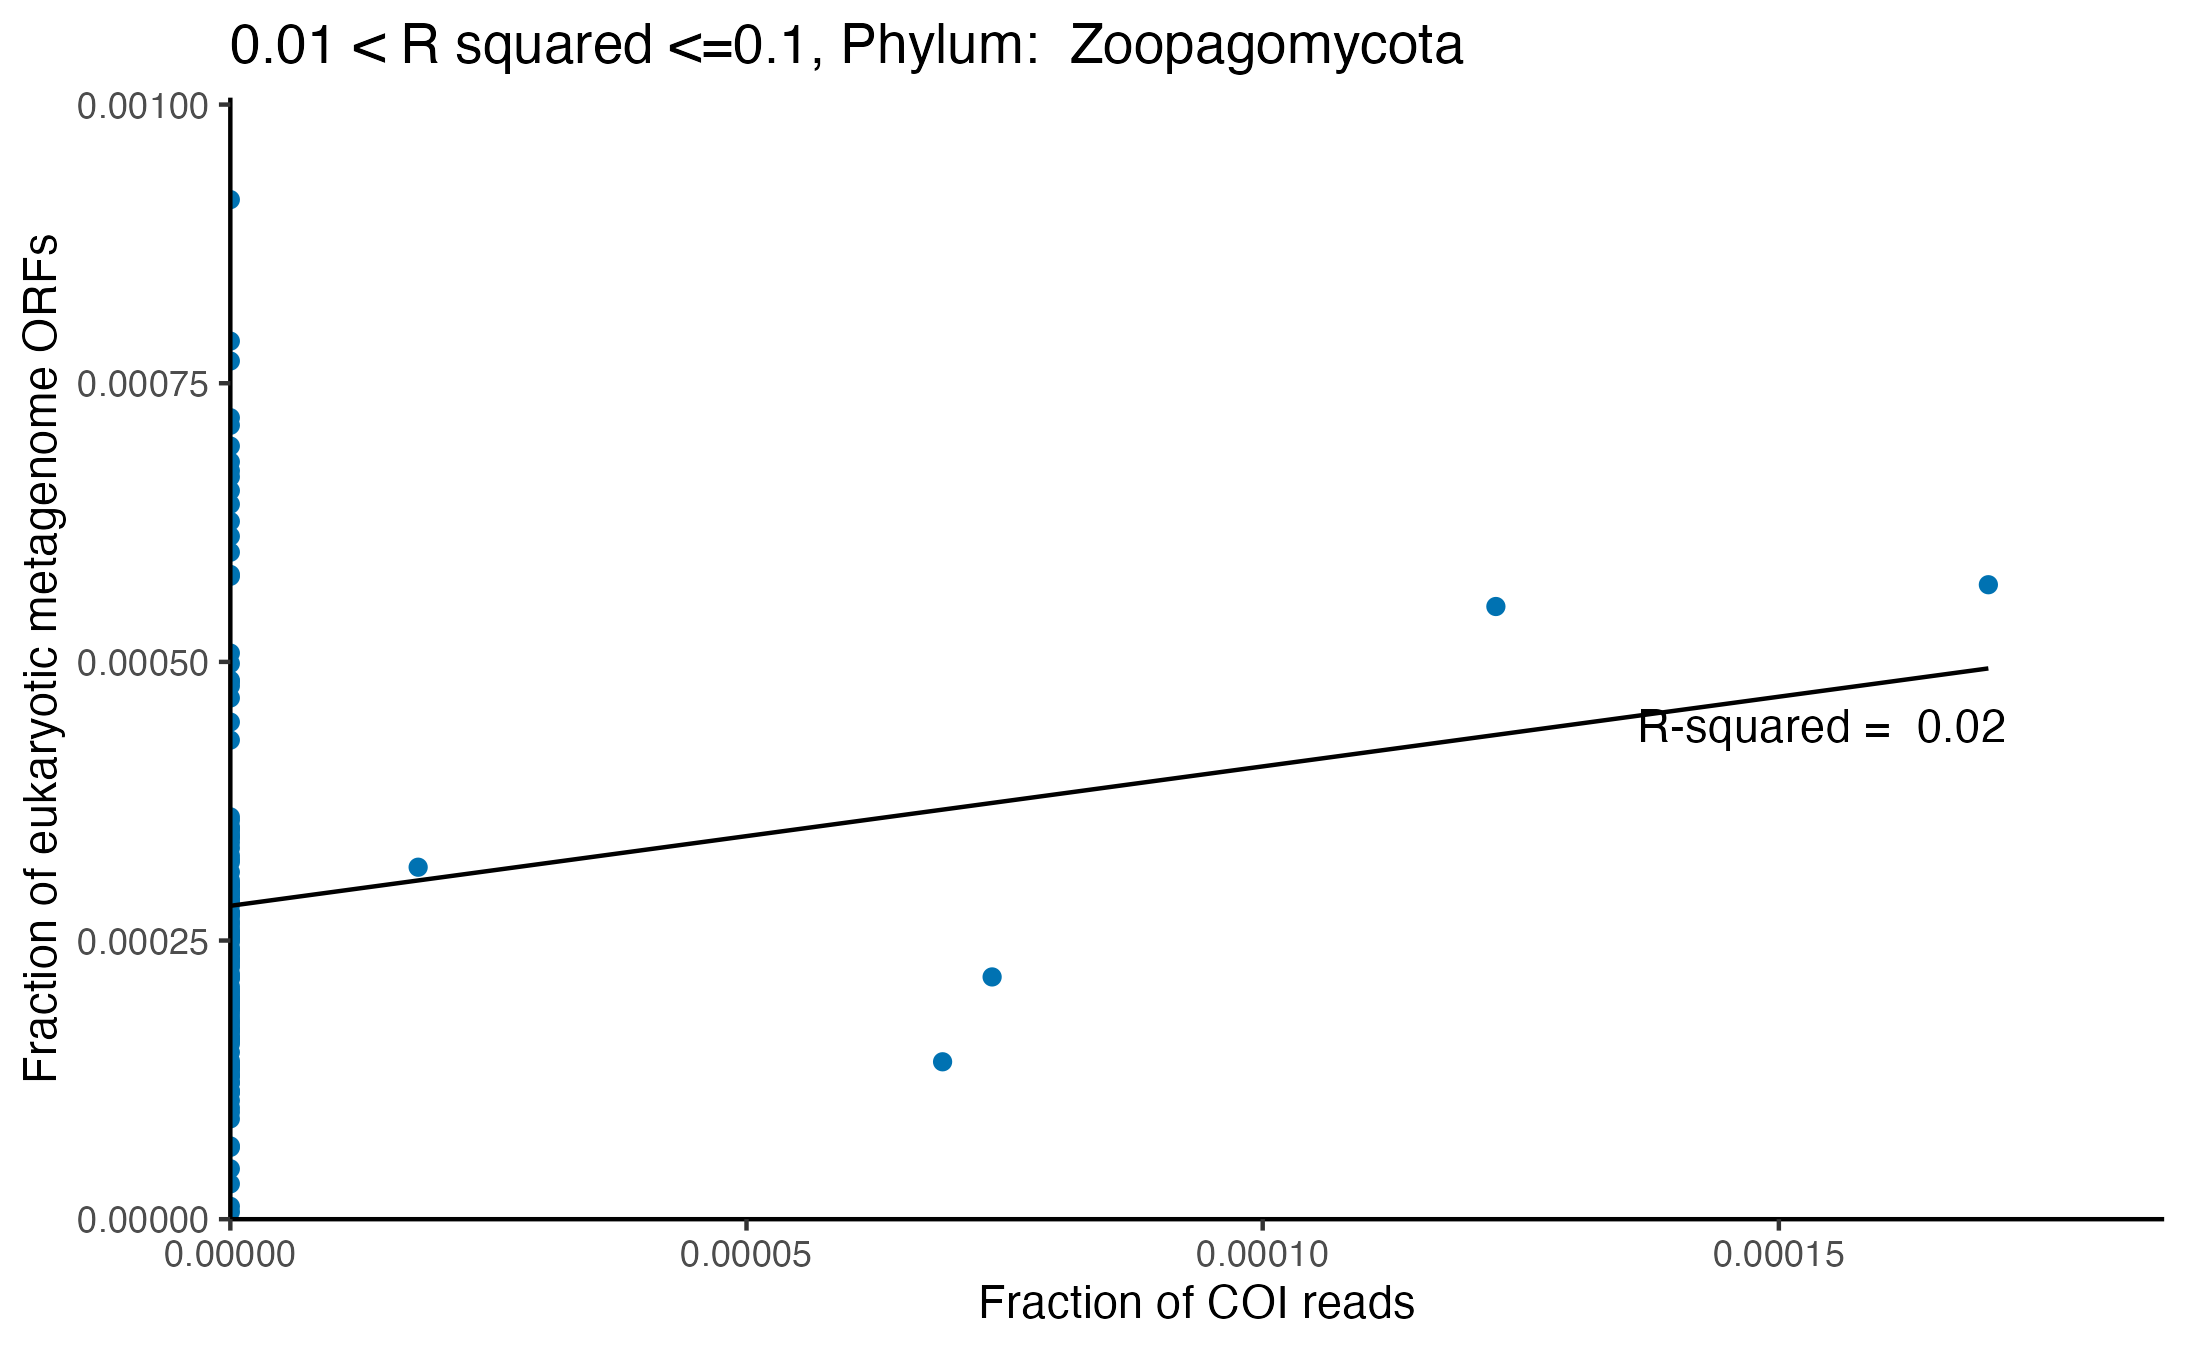 0.01 < R squared <=0.1, Phylum:  Zoopagomycota
Fraction of eukaryotic metagenome ORFs
0.00100
0.00075
0.00050
0.00025
0.00000
R-squared =  0.02
0.00000
0.00005
0.00010
0.00015
Fraction of COI reads